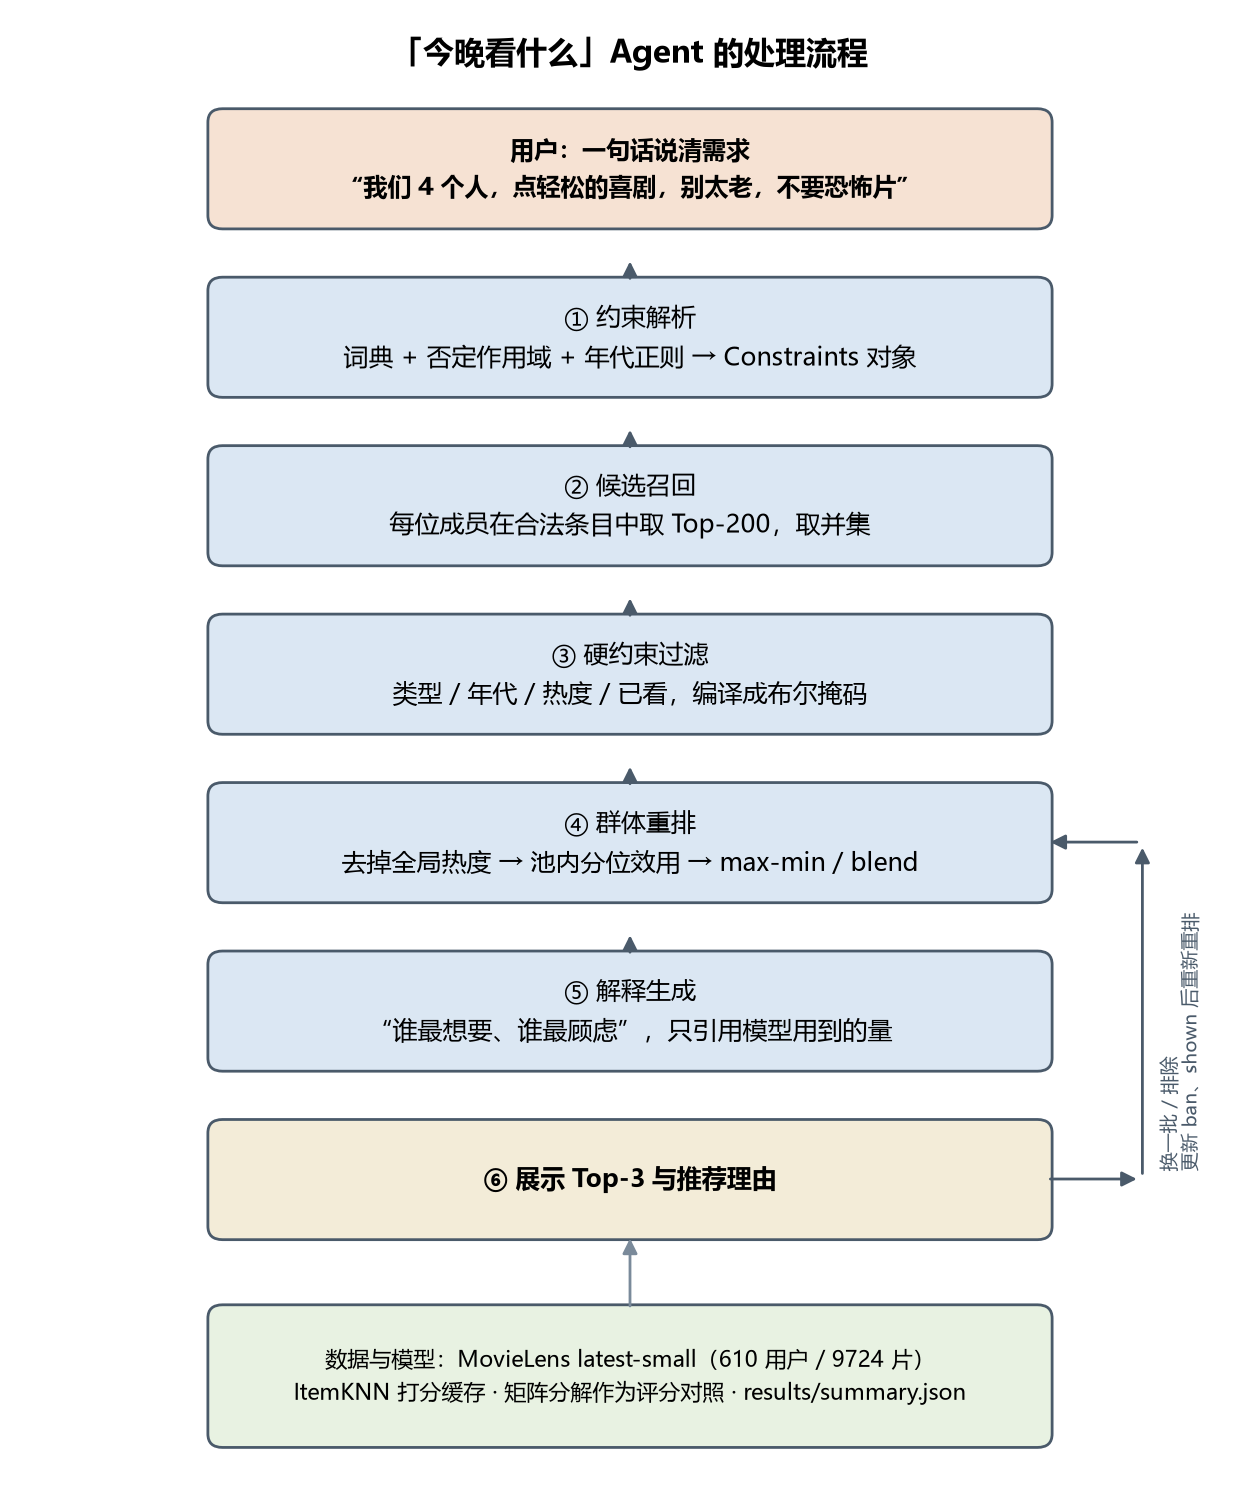 「今晚看什么」Agent 的处理流程
用户：一句话说清需求
“我们 4 个人，点轻松的喜剧，别太老，不要恐怖片”
① 约束解析
词典 + 否定作用域 + 年代正则 → Constraints 对象
② 候选召回
每位成员在合法条目中取 Top-200，取并集
③ 硬约束过滤
类型 / 年代 / 热度 / 已看，编译成布尔掩码
④ 群体重排
去掉全局热度 → 池内分位效用 → max-min / blend
⑤ 解释生成
“谁最想要、谁最顾虑”，只引用模型用到的量
换一批 / 排除
更新 ban、shown 后重新重排
⑥ 展示 Top-3 与推荐理由
数据与模型：MovieLens latest-small（610 用户 / 9724 片）
ItemKNN 打分缓存 · 矩阵分解作为评分对照 · results/summary.json